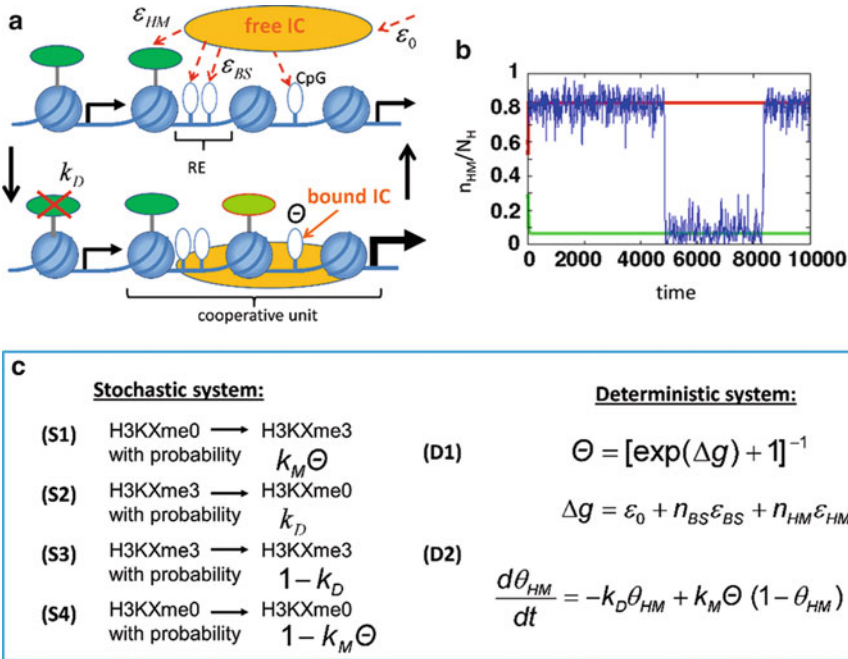 a
ε_HM
free IC
ε_0
ε_BS
CpG
RE
k_D
Θ
bound IC
cooperative unit
b
n_HM/N_H
1
0.8
0.6
0.4
0.2
0
0 2000 4000 6000 8000 10000
time
c
Stochastic system:
(S1) H3KXme0 → H3KXme3
with probability k_MΘ
(S2) H3KXme3 → H3KXme0
with probability k_D
(S3) H3KXme3 → H3KXme3
with probability 1−k_D
(S4) H3KXme0 → H3KXme0
with probability 1−k_MΘ
Deterministic system:
(D1) Θ = [exp(Δg) + 1]^−1
Δg = ε_0 + n_BS ε_BS + n_HM ε_HM
(D2)
dθ_HM/dt = −k_D θ_HM + k_MΘ (1−θ_HM)